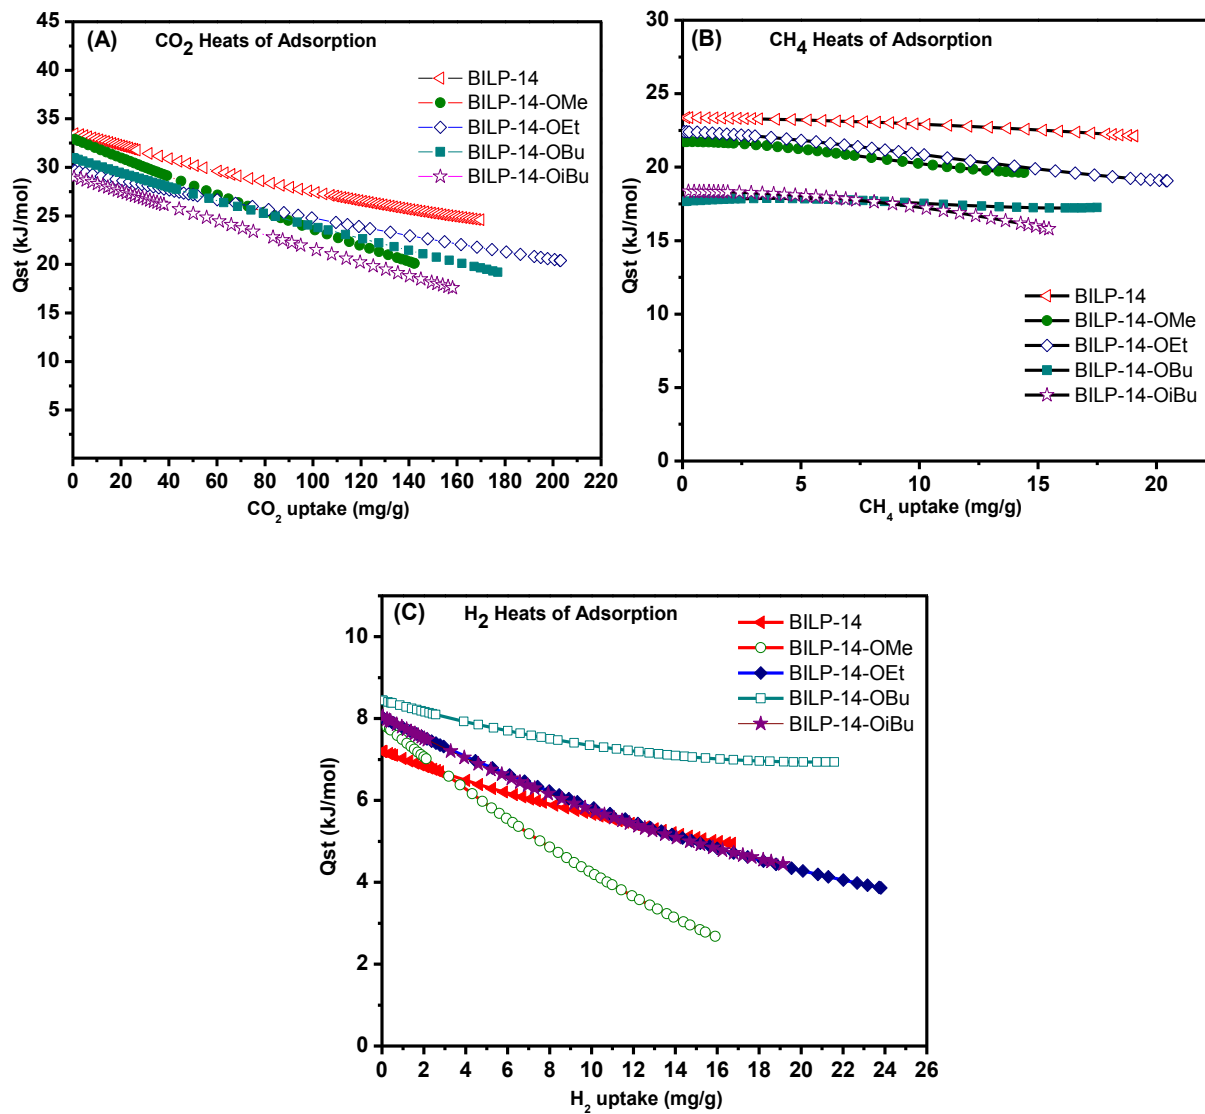 (A) CO2 Heats of Adsorption
45
40
35
30
25
20
15
10
5
Qst (kJ/mol)
BILP-14
BILP-14-OMe
BILP-14-OEt
BILP-14-OBu
BILP-14-OiBu
0 20 40 60 80 100 120 140 160 180 200 220
CO2 uptake (mg/g)
(B) CH4 Heats of Adsorption
30
25
20
15
10
5
0
Qst (kJ/mol)
BILP-14
BILP-14-OMe
BILP-14-OEt
BILP-14-OBu
BILP-14-OiBu
0 5 10 15 20
CH4 uptake (mg/g)
(C) H2 Heats of Adsorption
10
8
6
4
2
0
Qst (kJ/mol)
BILP-14
BILP-14-OMe
BILP-14-OEt
BILP-14-OBu
BILP-14-OiBu
0 2 4 6 8 10 12 14 16 18 20 22 24 26
H2 uptake (mg/g)